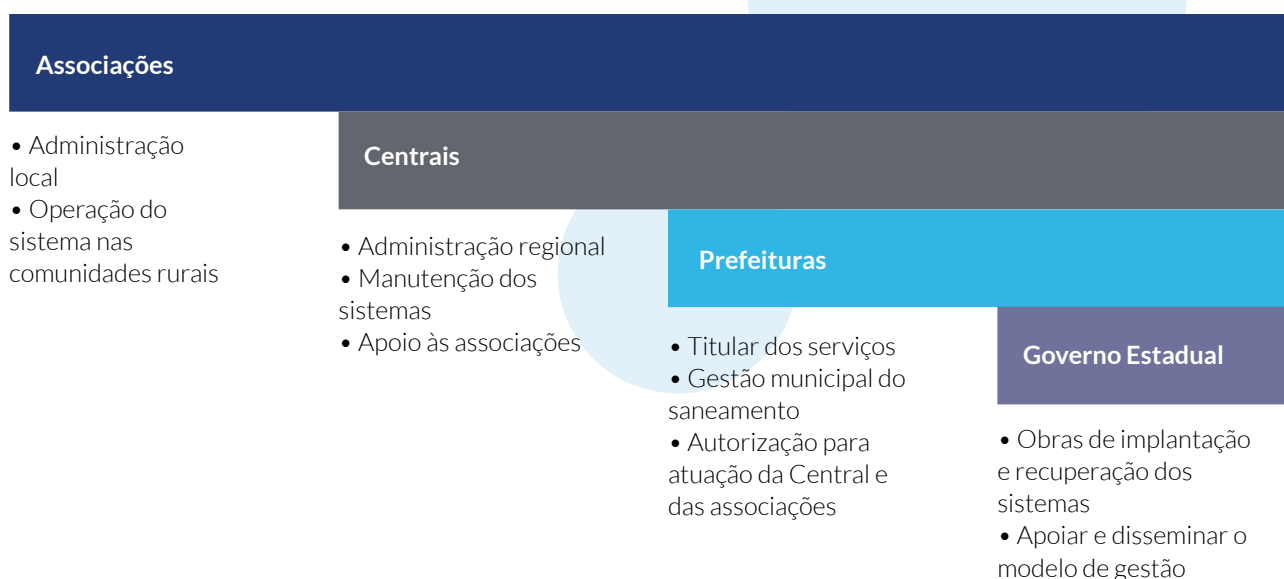 Associações
• Administração
local
• Operação do
sistema nas
comunidades rurais
Centrais
• Administração regional
• Manutenção dos
sistemas
• Apoio às associações
Prefeituras
• Titular dos serviços
• Gestão municipal do
saneamento
• Autorização para
atuação da Central e
das associações
Governo Estadual
• Obras de implantação
e recuperação dos
sistemas
• Apoiar e disseminar o
modelo de gestão